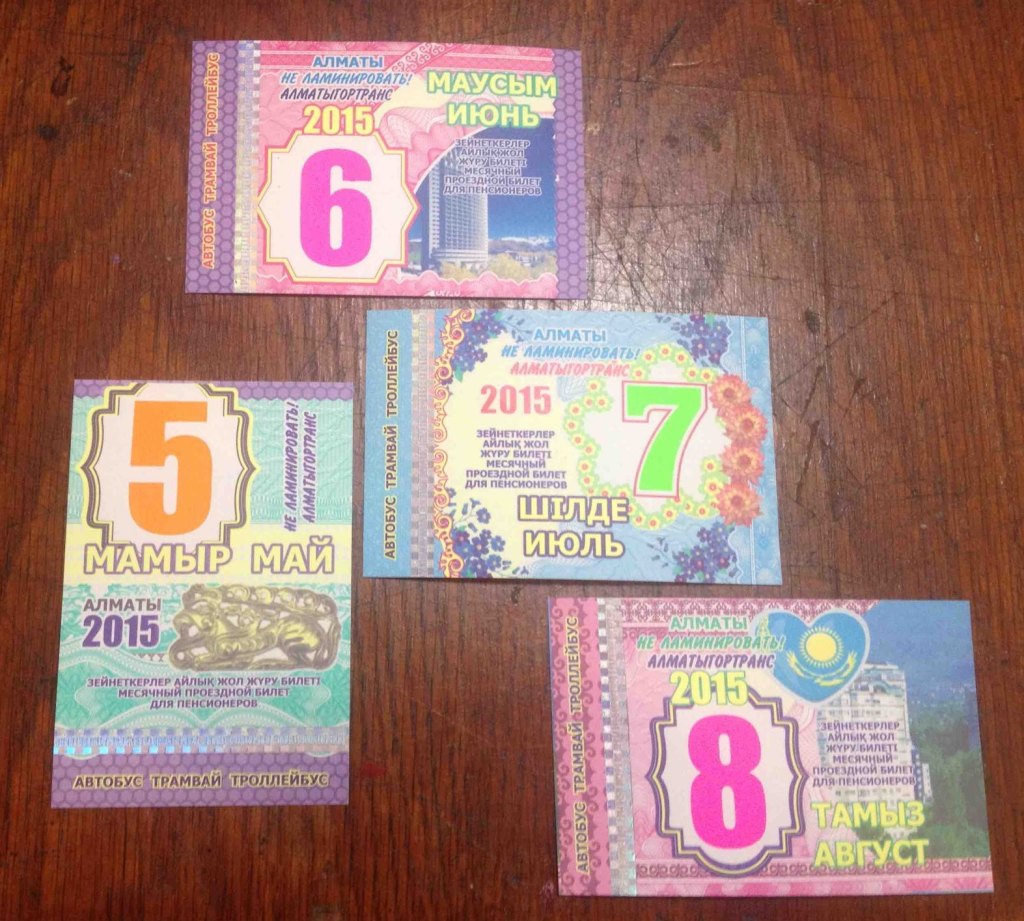 АВТОБУС ТРАМВАЙ ТРОЛЛЕЙБУС
АЛМАТЫ
НЕ ЛАМИНИРОВАТЬ!
АЛМАТЫГОРТРАНС
2015
6
МАУСЫМ
ИЮНЬ
ЗЕЙНЕТКЕРЛЕР
АЙЛЫҚ ЖОЛ
ЖҮРУ БИЛЕТІ
МЕСЯЧНЫЙ
ПРОЕЗДНОЙ БИЛЕТ
ДЛЯ ПЕНСИОНЕРОВ
АВТОБУС ТРАМВАЙ ТРОЛЛЕЙБУС
АЛМАТЫ
НЕ ЛАМИНИРОВАТЬ!
АЛМАТЫГОРТРАНС
2015
7
ЗЕЙНЕТКЕРЛЕР
АЙЛЫҚ ЖОЛ
ЖҮРУ БИЛЕТІ
МЕСЯЧНЫЙ
ПРОЕЗДНОЙ БИЛЕТ
ДЛЯ ПЕНСИОНЕРОВ
ШІЛДЕ
ИЮЛЬ
5
НЕ ЛАМИНИРОВАТЬ!
АЛМАТЫГОРТРАНС
МАМЫР МАЙ
АЛМАТЫ
2015
ЗЕЙНЕТКЕРЛЕР АЙЛЫҚ ЖОЛ ЖҮРУ БИЛЕТІ
МЕСЯЧНЫЙ ПРОЕЗДНОЙ БИЛЕТ
ДЛЯ ПЕНСИОНЕРОВ
АВТОБУС ТРАМВАЙ ТРОЛЛЕЙБУС
АВТОБУС ТРАМВАЙ ТРОЛЛЕЙБУС
АЛМАТЫ
НЕ ЛАМИНИРОВАТЬ!
АЛМАТЫГОРТРАНС
2015
8
ЗЕЙНЕТКЕРЛЕР
АЙЛЫҚ ЖОЛ
ЖҮРУ БИЛЕТІ
МЕСЯЧНЫЙ
ПРОЕЗДНОЙ БИЛЕТ
ДЛЯ ПЕНСИОНЕРОВ
ТАМЫЗ
АВГУСТ